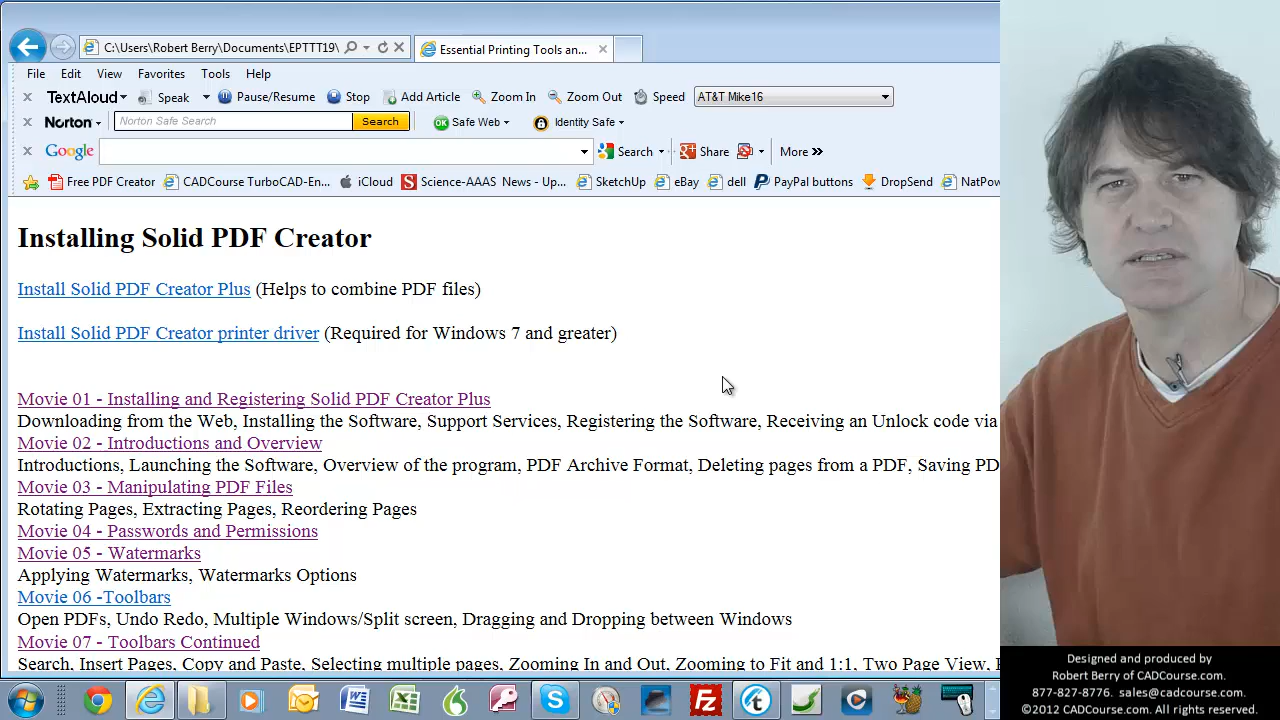 C:\Users\Robert Berry\Documents\EPTTT19\
Essential Printing Tools an...
File Edit View Favorites Tools Help
TextAloud Speak Pause/Resume Stop Add Article Zoom In Zoom Out Speed AT&T Mike16
Norton Norton Safe Search Search OK Safe Web Identity Safe
Google Search Share More »
Free PDF Creator CADCourse TurboCAD-En... iCloud Science-AAAS News - Up... SketchUp eBay dell PayPal buttons DropSend NatPow
Installing Solid PDF Creator
Install Solid PDF Creator Plus (Helps to combine PDF files)
Install Solid PDF Creator printer driver (Required for Windows 7 and greater)
Movie 01 - Installing and Registering Solid PDF Creator Plus
Downloading from the Web, Installing the Software, Support Services, Registering the Software, Receiving an Unlock code via
Movie 02 - Introductions and Overview
Introductions, Launching the Software, Overview of the program, PDF Archive Format, Deleting pages from a PDF, Saving PD
Movie 03 - Manipulating PDF Files
Rotating Pages, Extracting Pages, Reordering Pages
Movie 04 - Passwords and Permissions
Movie 05 - Watermarks
Applying Watermarks, Watermarks Options
Movie 06 -Toolbars
Open PDFs, Undo Redo, Multiple Windows/Split screen, Dragging and Dropping between Windows
Movie 07 - Toolbars Continued
Search, Insert Pages, Copy and Paste, Selecting multiple pages, Zooming In and Out, Zooming to Fit and 1:1, Two Page View,
Designed and produced by
Robert Berry of CADCourse.com.
877-827-8776. sales@cadcourse.com.
©2012 CADCourse.com. All rights reserved.